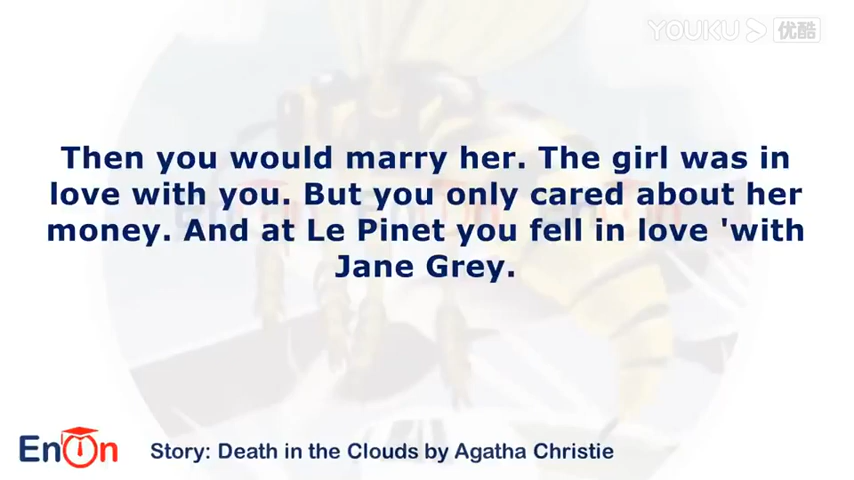 YOUKU 优酷
Then you would marry her. The girl was in
love with you. But you only cared about her
money. And at Le Pinet you fell in love 'with
Jane Grey.
EnOn
Story: Death in the Clouds by Agatha Christie